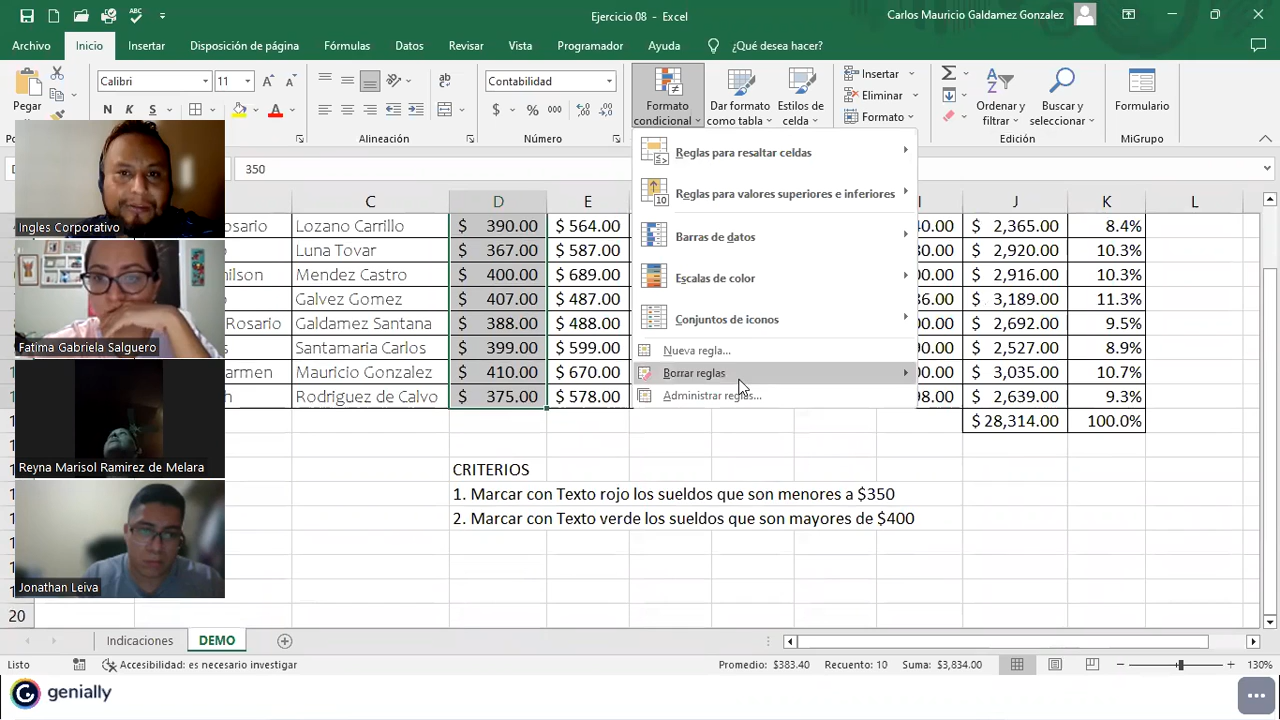 Ejercicio 08 - Excel
Carlos Mauricio Galdamez Gonzalez
Archivo Inicio Insertar Disposición de página Fórmulas Datos Revisar Vista Programador Ayuda ¿Qué desea hacer?
Pegar
Calibri 11
N K S
Contabilidad
$ % 000
Formato condicional
Dar formato como tabla
Estilos de celda
Insertar
Eliminar
Formato
Ordenar y filtrar
Buscar y seleccionar
Formulario
Alineación Número Edición MiGrupo
350
Reglas para resaltar celdas
Reglas para valores superiores e inferiores
Barras de datos
Escalas de color
Conjuntos de iconos
Nueva regla...
Borrar reglas
Administrar reglas...
C D E J K L
Lozano Carrillo $ 390.00 $ 564.00 $ 2,365.00 8.4%
Luna Tovar $ 367.00 $ 587.00 $ 2,920.00 10.3%
Mendez Castro $ 400.00 $ 689.00 $ 2,916.00 10.3%
Galvez Gomez $ 407.00 $ 487.00 $ 3,189.00 11.3%
Rosario Galdamez Santana $ 388.00 $ 488.00 $ 2,692.00 9.5%
Santamaria Carlos $ 399.00 $ 599.00 $ 2,527.00 8.9%
Mauricio Gonzalez $ 410.00 $ 670.00 $ 3,035.00 10.7%
Rodriguez de Calvo $ 375.00 $ 578.00 $ 2,639.00 9.3%
$ 28,314.00 100.0%
CRITERIOS
1. Marcar con Texto rojo los sueldos que son menores a $350
2. Marcar con Texto verde los sueldos que son mayores de $400
20
Ingles Corporativo
Fatima Gabriela Salguero
Reyna Marisol Ramirez de Melara
Jonathan Leiva
Indicaciones DEMO
Listo Accesibilidad: es necesario investigar Promedio: $383.40 Recuento: 10 Suma: $3,834.00 130%
genially